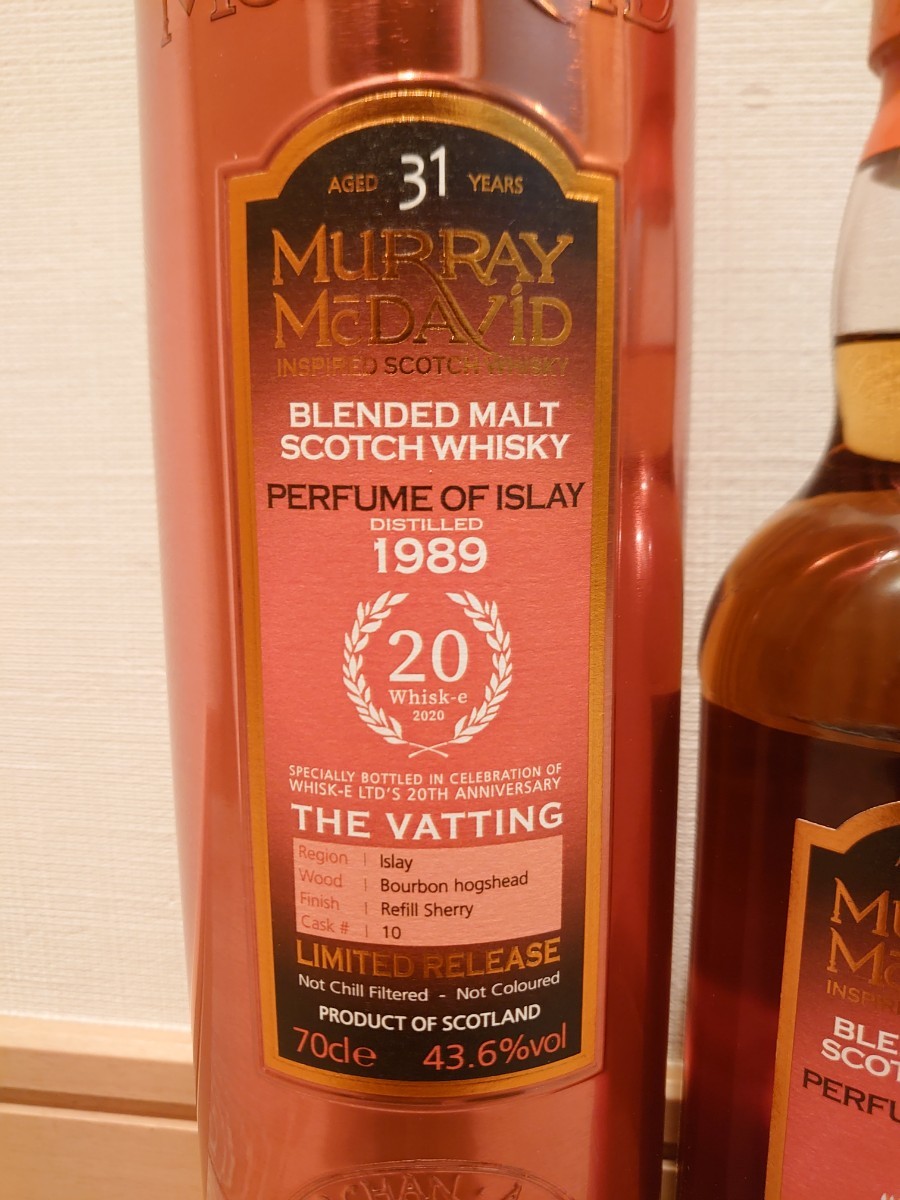 AGED 31 YEARS
MURRAY
McDAVID
INSPIRED SCOTCH WHISKY
BLENDED MALT
SCOTCH WHISKY
PERFUME OF ISLAY
DISTILLED
1989
20
Whisk-e
2020
SPECIALLY BOTTLED IN CELEBRATION OF
WHISK-E LTD'S 20TH ANNIVERSARY
THE VATTING
Region | Islay
Wood | Bourbon hogshead
Finish | Refill Sherry
Cask # | 10
LIMITED RELEASE
Not Chill Filtered - Not Coloured
PRODUCT OF SCOTLAND
70cl e 43.6%vol